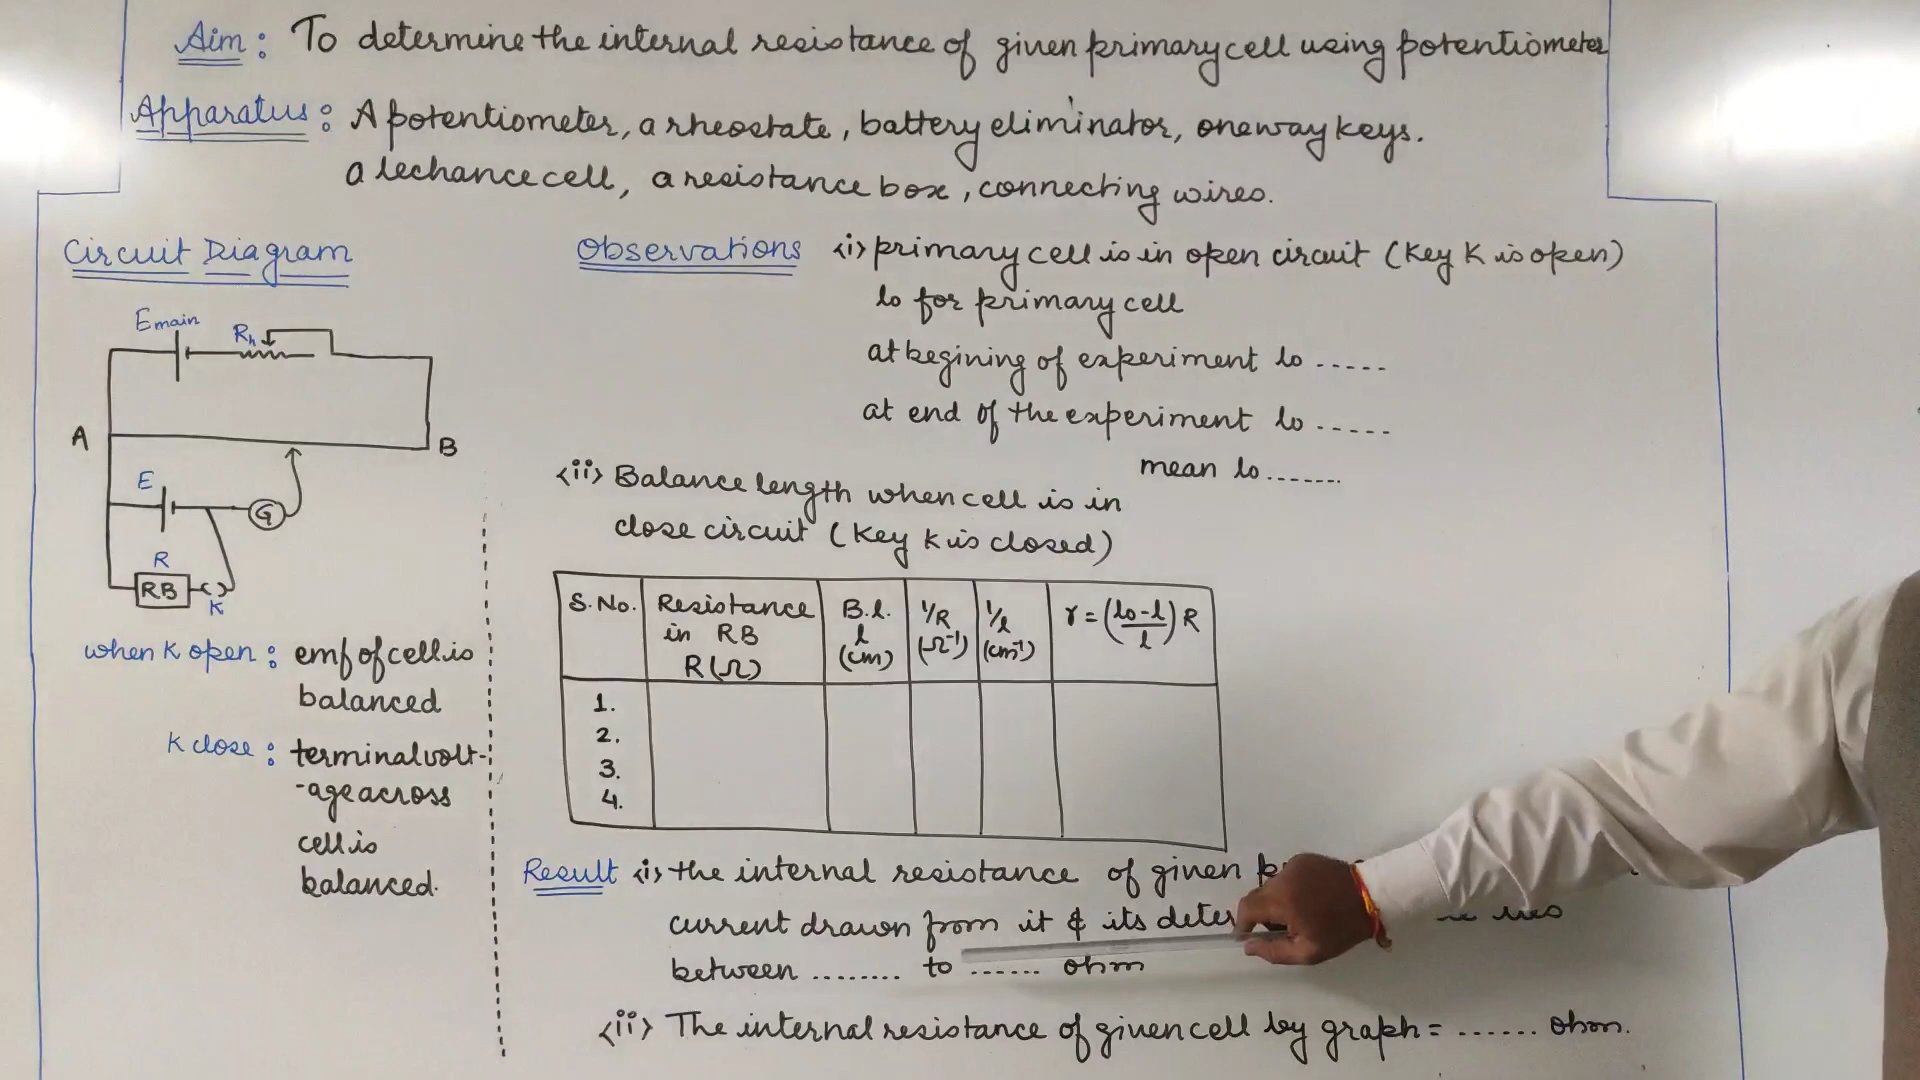 Aim: To determine the internal resistance of given primary cell using potentiometer
Apparatus: A potentiometer, a rheostate, battery eliminator, one way keys.
a lechance cell, a resistance box, connecting wires.
Circuit Diagram
Emain
Rh
A
B
E
G
R
RB
K
when K open: emf of cell is
balanced
K close: terminal volt-
-age across
cell is
balanced.
Observations (i) primary cell is in open circuit (Key K is open)
lo for primary cell
at begining of experiment lo -----
at end of the experiment lo -----
mean lo ------
(ii) Balance length when cell is in
close circuit (Key K is closed)
S.No. Resistance in RB R(Ω) B.l. l (cm) 1/R (Ω⁻¹) 1/l (cm⁻¹) r = (lo-l/l) R
1.
2.
3.
4.
Result (i) the internal resistance of given
current drawn from it & its
between ........ to ...... ohm
(ii) The internal resistance of given cell by graph = ...... ohm.